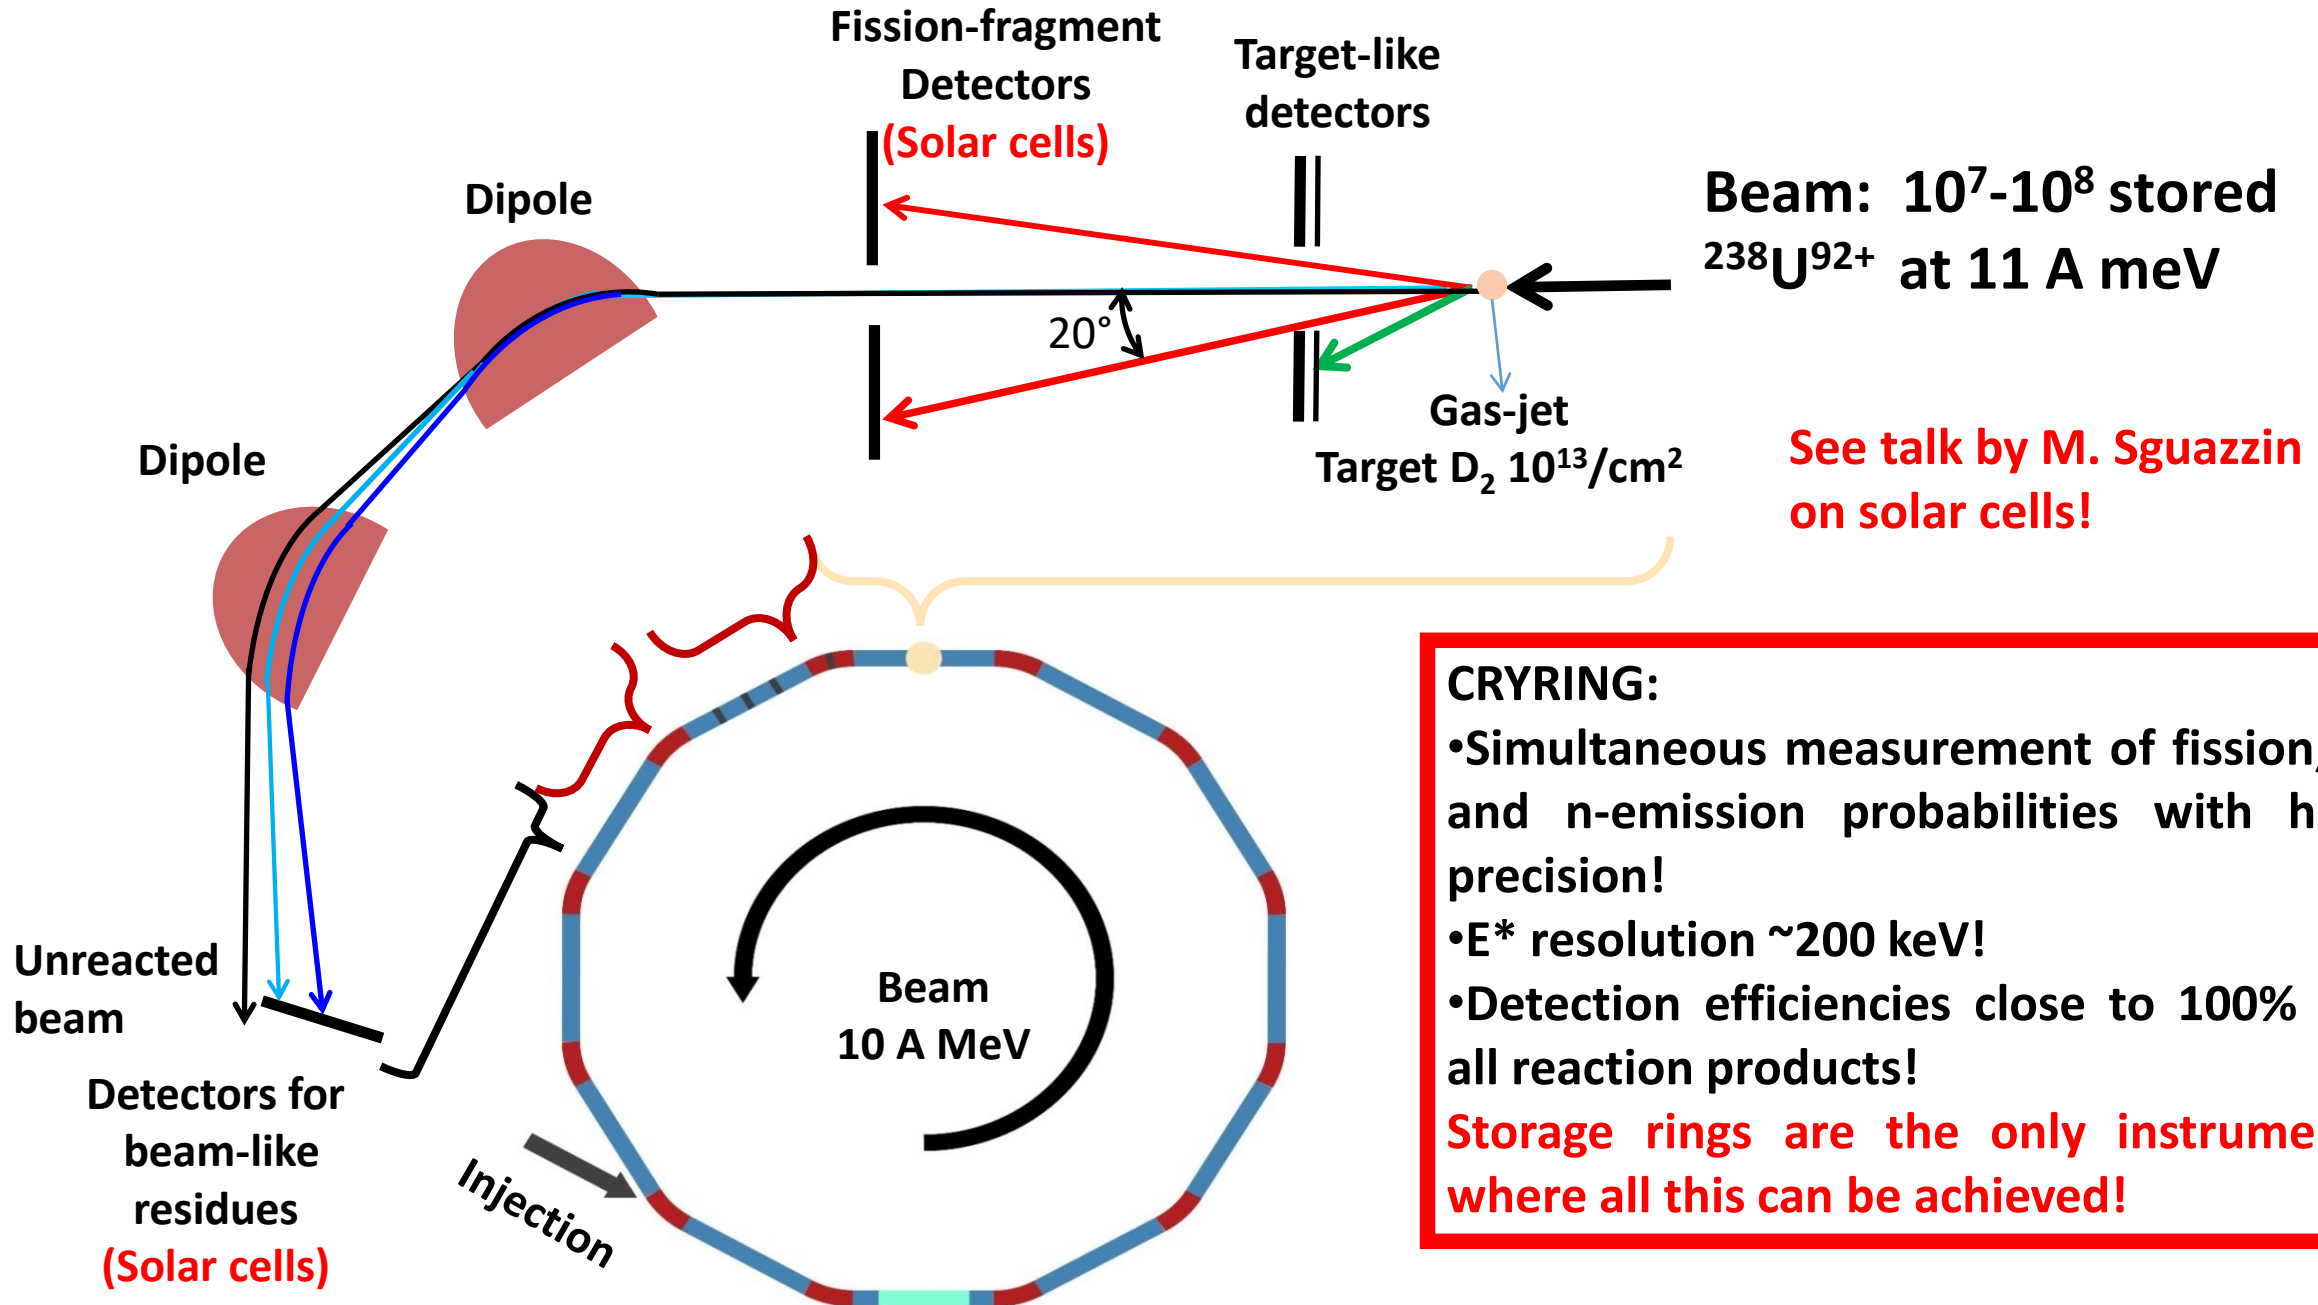 Fission-fragment
Detectors
(Solar cells)
Target-like
detectors
Dipole
Beam: 10⁷-10⁸ stored
²³⁸U⁹²⁺ at 11 A meV
20°
Gas-jet
Target D₂ 10¹³/cm²
See talk by M. Sguazzin
on solar cells!
Dipole
CRYRING:
•Simultaneous measurement of fission,
and n-emission probabilities with h
precision!
•E* resolution ~200 keV!
•Detection efficiencies close to 100%
all reaction products!
Storage rings are the only instrume
where all this can be achieved!
Unreacted
beam
Beam
10 A MeV
Detectors for
beam-like
residues
(Solar cells)
Injection